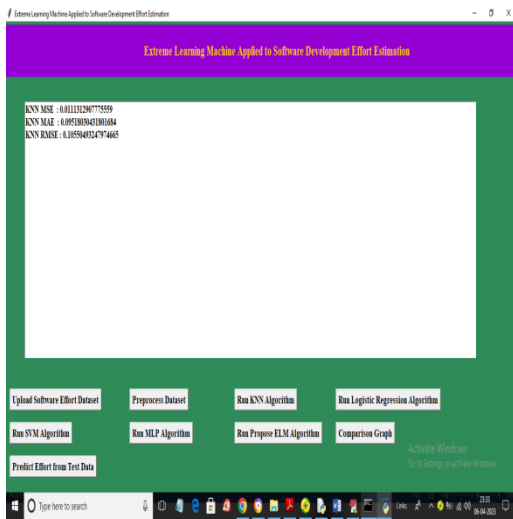 Extreme Learning Machine Applied to Software Development Effort Estimation
Extreme Learning Machine Applied to Software Development Effort Estimation
KNN MSE : 0.0111312907775559
KNN MAE : 0.09518030431801684
KNN RMSE : 0.10550493247974665
Upload Software Effort Dataset Preprocess Dataset Run KNN Algorithm Run Logistic Regression Algorithm
Run SVM Algorithm Run MLP Algorithm Run Propose ELM Algorithm Comparison Graph
Activate Windows
Go to Settings to activate Windows.
Predict Effort from Test Data
Type here to search Links 23:33
06-04-2023